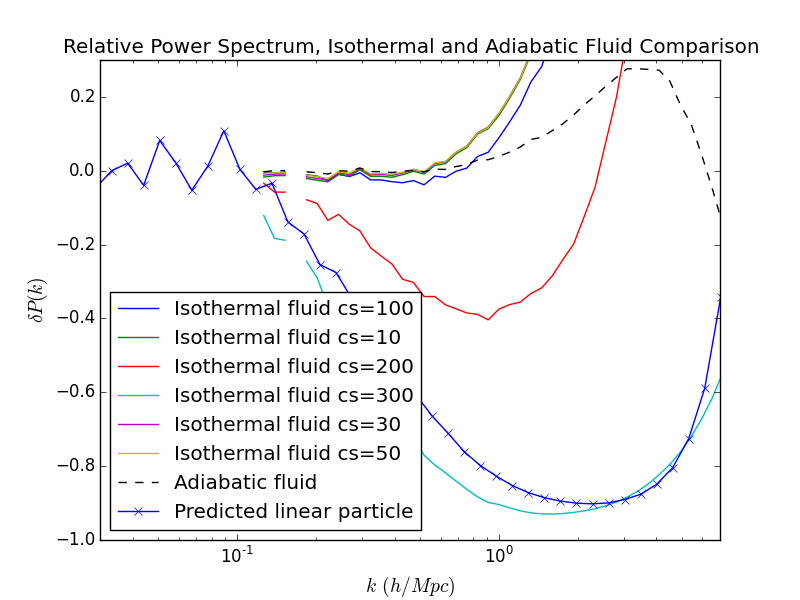 Relative Power Spectrum, Isothermal and Adiabatic Fluid Comparison
0.2
0.0
−0.2
−0.4
−0.6
−0.8
−1.0
δP(k)
Isothermal fluid cs=100
Isothermal fluid cs=10
Isothermal fluid cs=200
Isothermal fluid cs=300
Isothermal fluid cs=30
Isothermal fluid cs=50
Adiabatic fluid
Predicted linear particle
10⁻¹ 10⁰
k (h/Mpc)